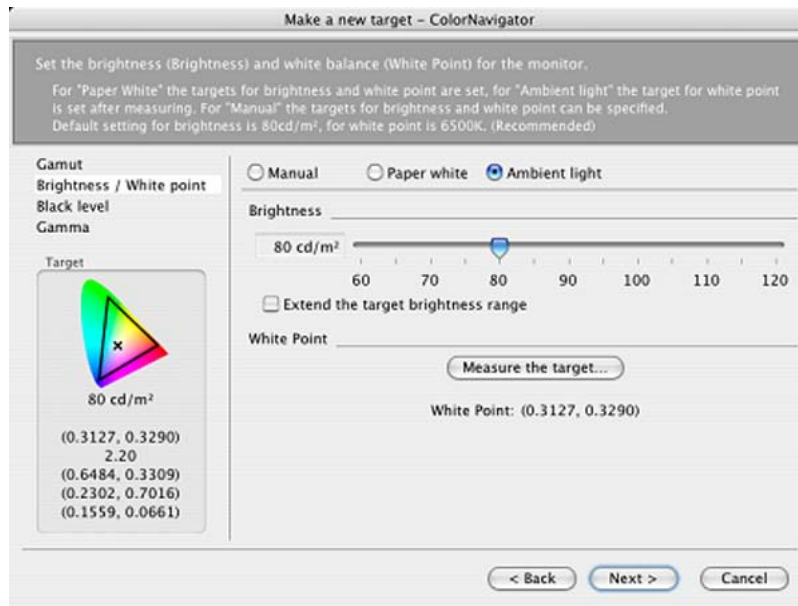 Make a new target – ColorNavigator
Set the brightness (Brightness) and white balance (White Point) for the monitor.
For "Paper White" the targets for brightness and white point are set, for "Ambient light" the target for white point
is set after measuring. For "Manual" the targets for brightness and white point can be specified.
Default setting for brightness is 80cd/m², for white point is 6500K. (Recommended)
Gamut
Brightness / White point
Black level
Gamma
Target
80 cd/m²
(0.3127, 0.3290)
2.20
(0.6484, 0.3309)
(0.2302, 0.7016)
(0.1559, 0.0661)
Manual Paper white Ambient light
Brightness
80 cd/m²
60 70 80 90 100 110 120
Extend the target brightness range
White Point
Measure the target...
White Point: (0.3127, 0.3290)
< Back Next > Cancel